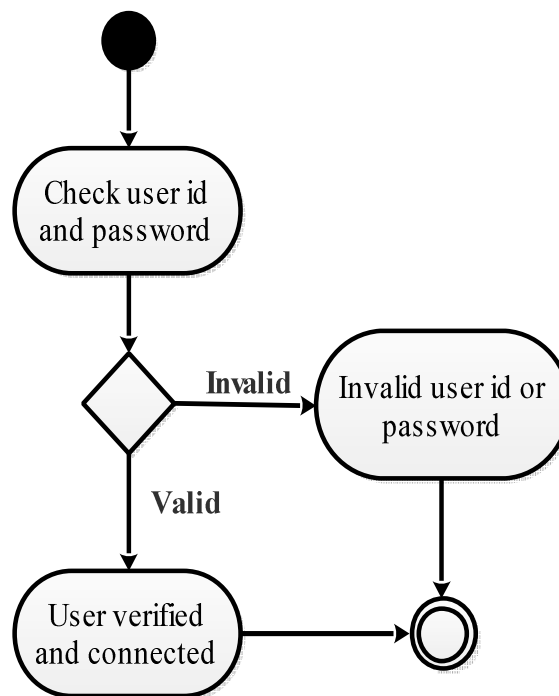 Check user id
and password
Invalid
Invalid user id or
password
Valid
User verified
and connected